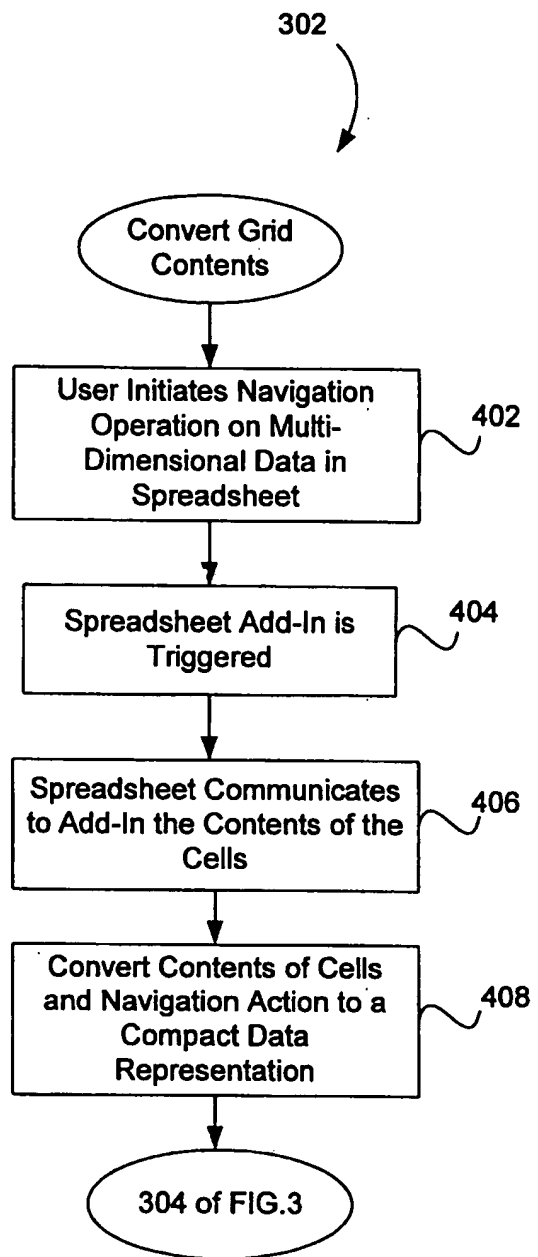 302
Convert Grid
Contents
User Initiates Navigation
Operation on Multi-
Dimensional Data in
Spreadsheet
402
Spreadsheet Add-In is
Triggered
404
Spreadsheet Communicates
to Add-In the Contents of the
Cells
406
Convert Contents of Cells
and Navigation Action to a
Compact Data
Representation
408
304 of FIG.3